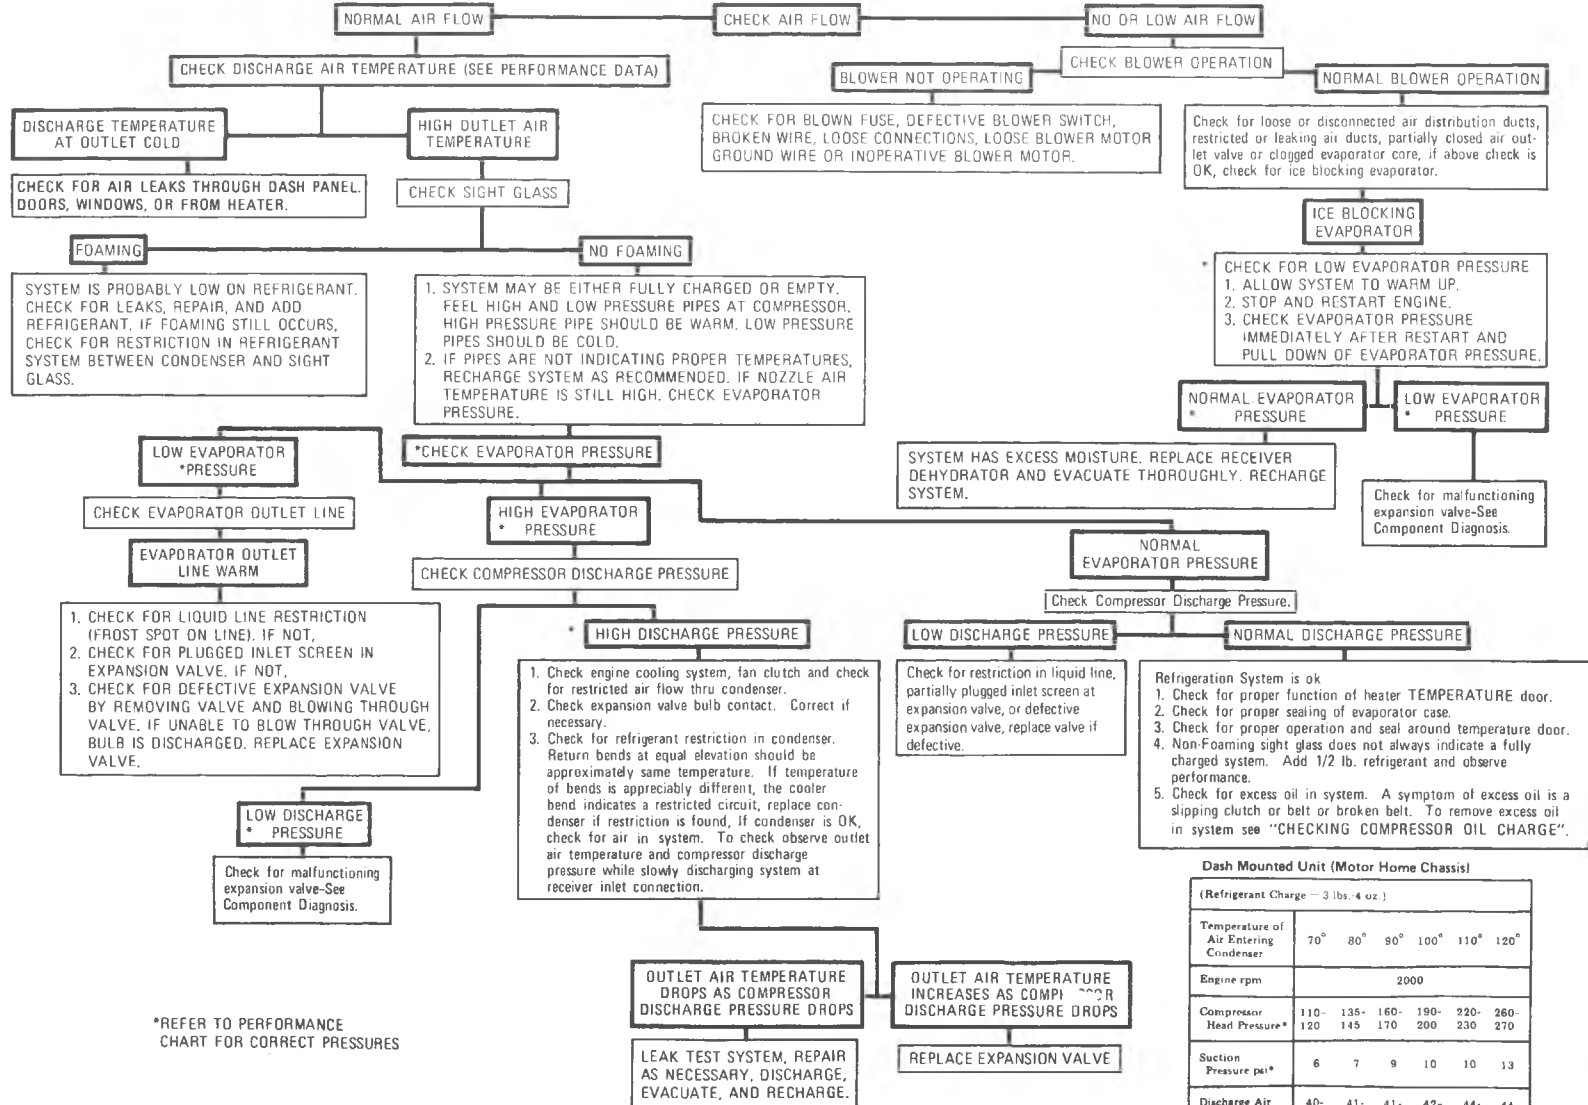 NORMAL AIR FLOW
CHECK AIR FLOW
NO OR LOW AIR FLOW
CHECK DISCHARGE AIR TEMPERATURE (SEE PERFORMANCE DATA)
BLOWER NOT OPERATING
CHECK BLOWER OPERATION
NORMAL BLOWER OPERATION
DISCHARGE TEMPERATURE
AT OUTLET COLD
HIGH OUTLET AIR
TEMPERATURE
CHECK FOR BLOWN FUSE, DEFECTIVE BLOWER SWITCH,
BROKEN WIRE, LOOSE CONNECTIONS, LOOSE BLOWER MOTOR
GROUND WIRE OR INOPERATIVE BLOWER MOTOR.
Check for loose or disconnected air distribution ducts,
restricted or leaking air ducts, partially closed air out-
let valve or clogged evaporator core, if above check is
OK, check for ice blocking evaporator.
CHECK FOR AIR LEAKS THROUGH DASH PANEL.
DOORS, WINDOWS, OR FROM HEATER.
CHECK SIGHT GLASS
ICE BLOCKING
EVAPORATOR
FOAMING
NO FOAMING
SYSTEM IS PROBABLY LOW ON REFRIGERANT.
CHECK FOR LEAKS, REPAIR, AND ADD
REFRIGERANT. IF FOAMING STILL OCCURS,
CHECK FOR RESTRICTION IN REFRIGERANT
SYSTEM BETWEEN CONDENSER AND SIGHT
GLASS.
1. SYSTEM MAY BE EITHER FULLY CHARGED OR EMPTY.
FEEL HIGH AND LOW PRESSURE PIPES AT COMPRESSOR.
HIGH PRESSURE PIPE SHOULD BE WARM. LOW PRESSURE
PIPES SHOULD BE COLD.
2. IF PIPES ARE NOT INDICATING PROPER TEMPERATURES,
RECHARGE SYSTEM AS RECOMMENDED. IF NOZZLE AIR
TEMPERATURE IS STILL HIGH. CHECK EVAPORATOR
PRESSURE.
* CHECK FOR LOW EVAPORATOR PRESSURE
1. ALLOW SYSTEM TO WARM UP.
2. STOP AND RESTART ENGINE.
3. CHECK EVAPORATOR PRESSURE
IMMEDIATELY AFTER RESTART AND
PULL DOWN OF EVAPORATOR PRESSURE.
NORMAL EVAPORATOR
* PRESSURE
LOW EVAPORATOR
* PRESSURE
LOW EVAPORATOR
*PRESSURE
*CHECK EVAPORATOR PRESSURE
SYSTEM HAS EXCESS MOISTURE. REPLACE RECEIVER
DEHYDRATOR AND EVACUATE THOROUGHLY. RECHARGE
SYSTEM.
Check for malfunctioning
expansion valve-See
Component Diagnosis.
CHECK EVAPORATOR OUTLET LINE
HIGH EVAPORATOR
* PRESSURE
NORMAL
EVAPORATOR PRESSURE
EVAPORATOR OUTLET
LINE WARM
CHECK COMPRESSOR DISCHARGE PRESSURE
Check Compressor Discharge Pressure.
1. CHECK FOR LIQUID LINE RESTRICTION
(FROST SPOT ON LINE). IF NOT,
2. CHECK FOR PLUGGED INLET SCREEN IN
EXPANSION VALVE. IF NOT,
3. CHECK FOR DEFECTIVE EXPANSION VALVE
BY REMOVING VALVE AND BLOWING THROUGH
VALVE. IF UNABLE TO BLOW THROUGH VALVE,
BULB IS DISCHARGED. REPLACE EXPANSION
VALVE.
* HIGH DISCHARGE PRESSURE
LOW DISCHARGE PRESSURE
NORMAL DISCHARGE PRESSURE
1. Check engine cooling system, fan clutch and check
for restricted air flow thru condenser.
2. Check expansion valve bulb contact. Correct if
necessary.
3. Check for refrigerant restriction in condenser.
Return bends at equal elevation should be
approximately same temperature. If temperature
of bends is appreciably different, the cooler
bend indicates a restricted circuit, replace con-
denser if restriction is found, If condenser is OK,
check for air in system. To check observe outlet
air temperature and compressor discharge
pressure while slowly discharging system at
receiver inlet connection.
Check for restriction in liquid line,
partially plugged inlet screen at
expansion valve, or defective
expansion valve, replace valve if
defective.
Refrigeration System is ok
1. Check for proper function of heater TEMPERATURE door.
2. Check for proper sealing of evaporator case.
3. Check for proper operation and seal around temperature door.
4. Non-Foaming sight glass does not always indicate a fully
charged system. Add 1/2 lb. refrigerant and observe
performance.
5. Check for excess oil in system. A symptom of excess oil is a
slipping clutch or belt or broken belt. To remove excess oil
in system see "CHECKING COMPRESSOR OIL CHARGE".
LOW DISCHARGE
* PRESSURE
Check for malfunctioning
expansion valve-See
Component Diagnosis.
Dash Mounted Unit (Motor Home Chassis)
(Refrigerant Charge — 3 lbs.-4 oz.)
Temperature of
Air Entering
Condenser
70° 80° 90° 100° 110° 120°
Engine rpm 2000
Compressor
Head Pressure*
110- 135- 160- 190- 220- 260-
120 145 170 200 230 270
Suction
Pressure psi*
6 7 9 10 10 13
Discharge Air 40- 41- 41- 42- 44- 44
OUTLET AIR TEMPERATURE
DROPS AS COMPRESSOR
DISCHARGE PRESSURE DROPS
OUTLET AIR TEMPERATURE
INCREASES AS
DISCHARGE PRESSURE DROPS
LEAK TEST SYSTEM, REPAIR
AS NECESSARY, DISCHARGE,
EVACUATE, AND RECHARGE.
REPLACE EXPANSION VALVE
*REFER TO PERFORMANCE
CHART FOR CORRECT PRESSURES